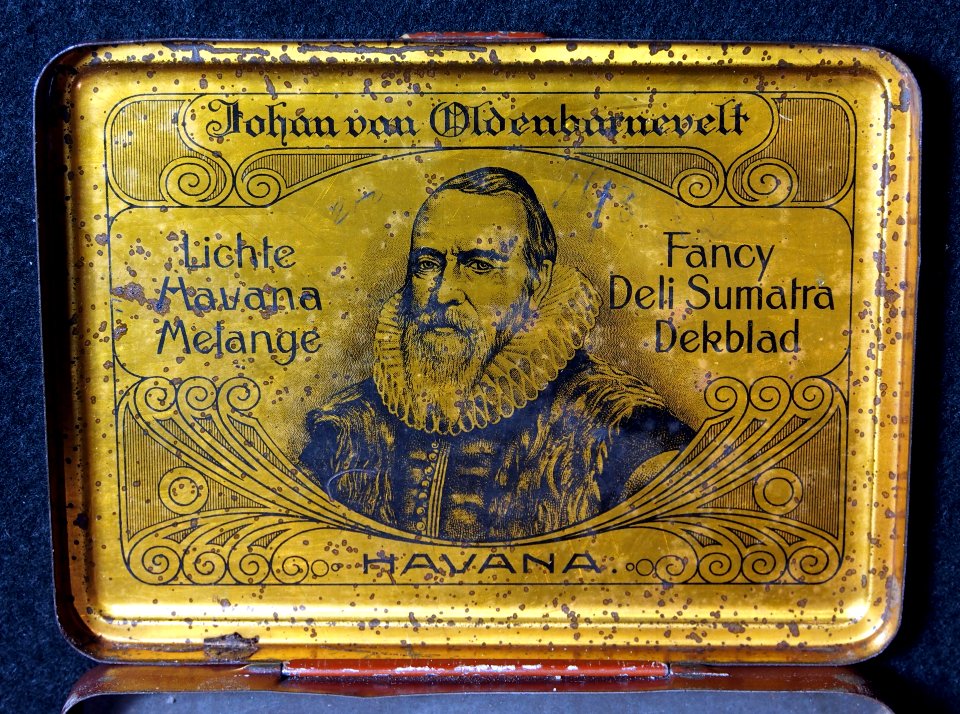 Johan van Oldenbarnevelt
Lichte
Havana
Melange
Fancy
Deli Sumatra
Dekblad
HAVANA